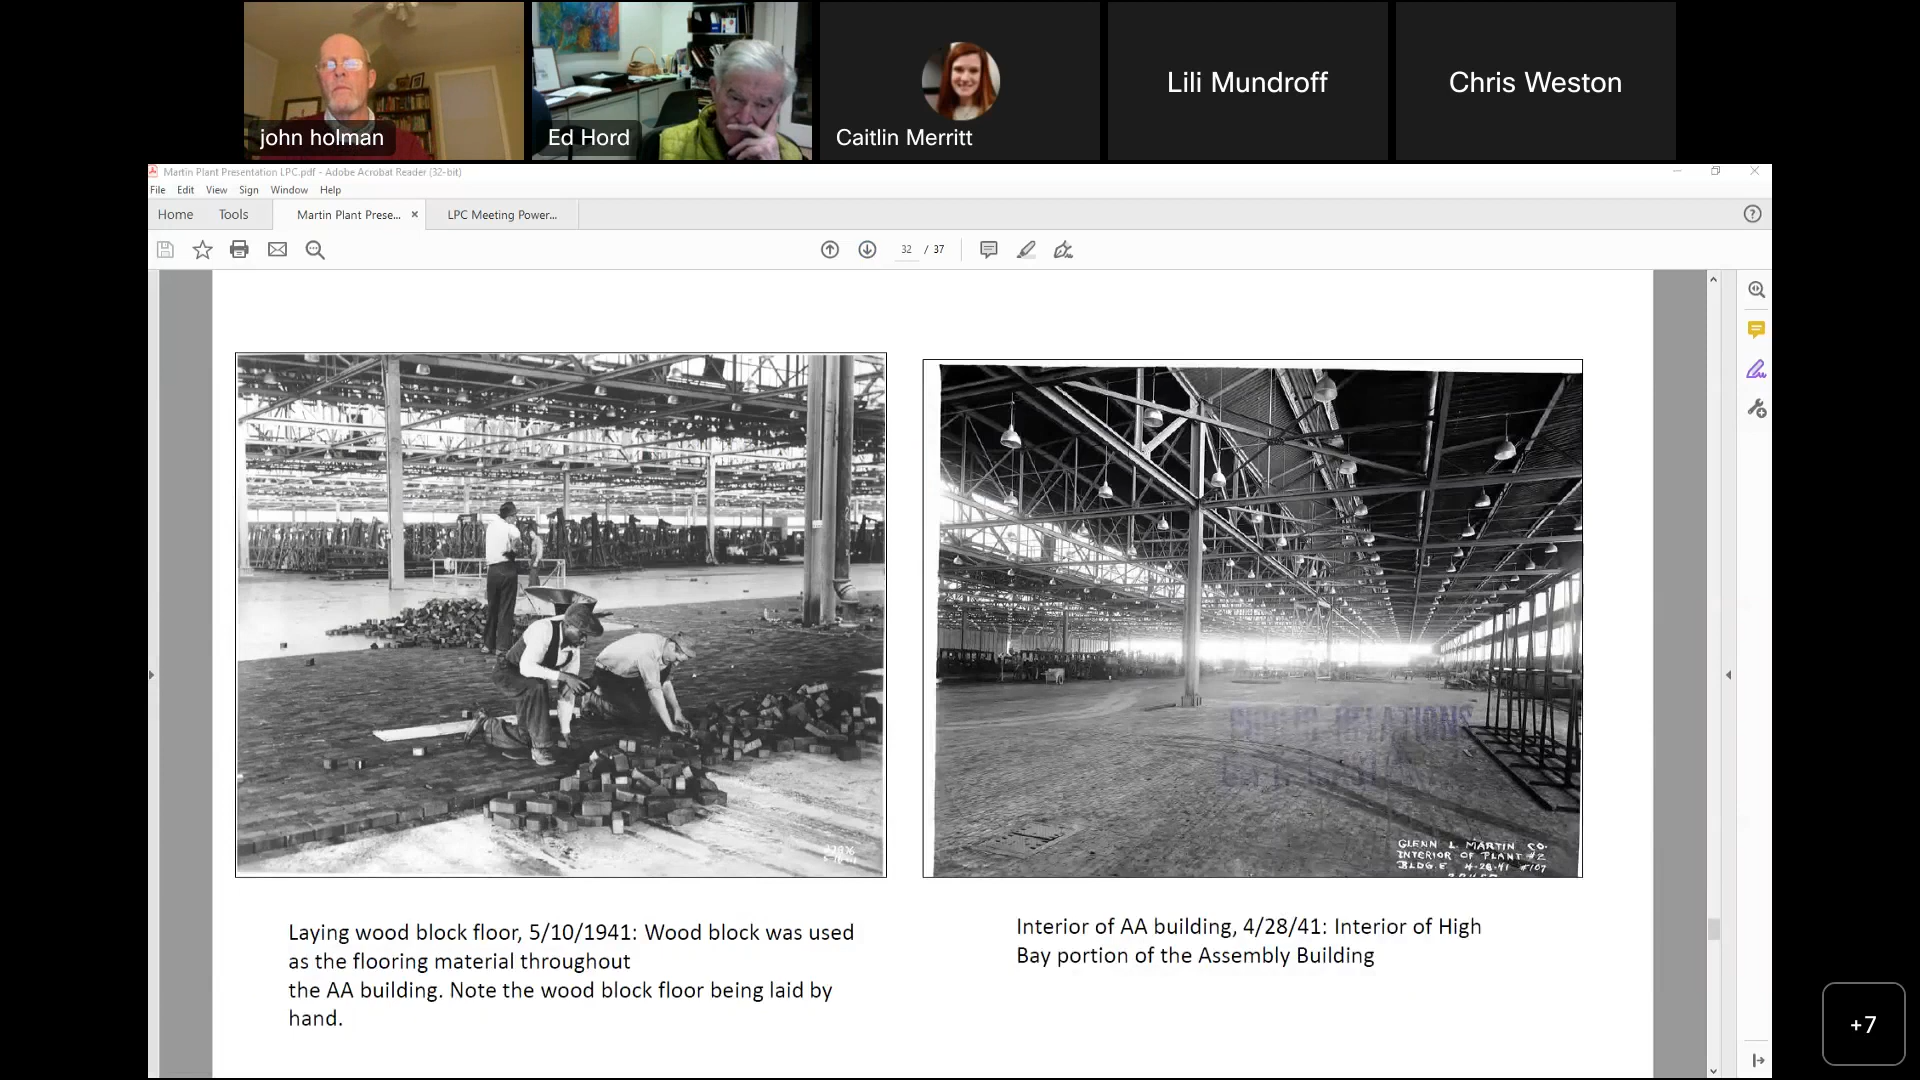 john holman
Ed Hord
Caitlin Merritt
Lili Mundroff
Chris Weston
Martin Plant Presentation LPC.pdf - Adobe Acrobat Reader (32-bit)
File Edit View Sign Window Help
Home Tools Martin Plant Prese... × LPC Meeting Power...
32 / 37
PUBLIC RELATIONS
GLENN L. MARTIN CO.
INTERIOR OF PLANT #2
BLDG. E 4-28-41 #107
Laying wood block floor, 5/10/1941: Wood block was used
as the flooring material throughout
the AA building. Note the wood block floor being laid by
hand.
Interior of AA building, 4/28/41: Interior of High
Bay portion of the Assembly Building
+7